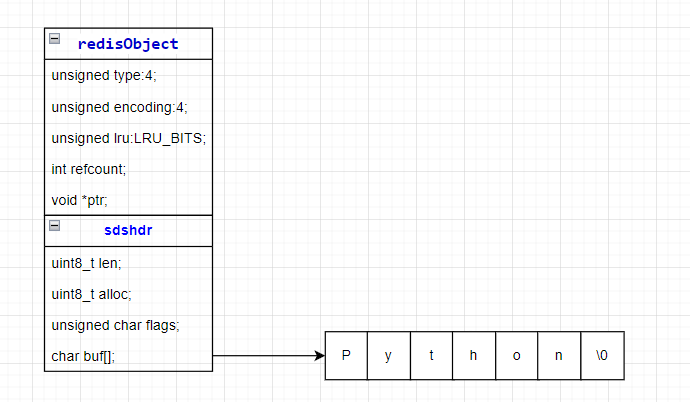 redisObject
unsigned type:4;
unsigned encoding:4;
unsigned lru:LRU_BITS;
int refcount;
void *ptr;
sdshdr
uint8_t len;
uint8_t alloc;
unsigned char flags;
char buf[];
P y t h o n \0